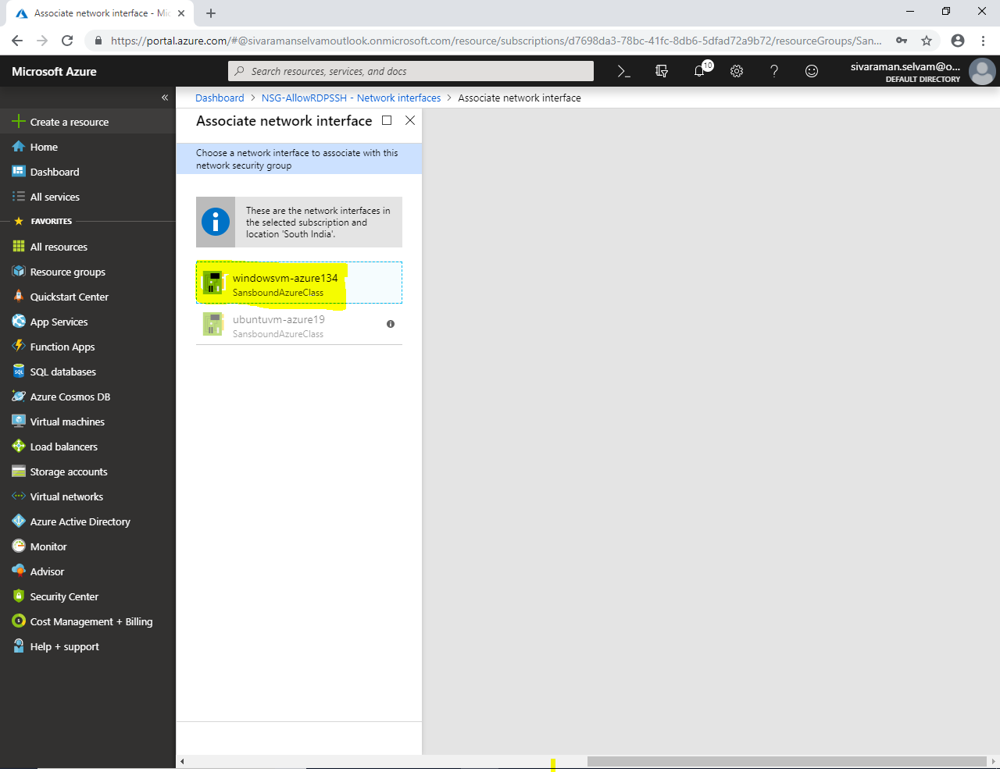 Associate network interface - Mic
https://portal.azure.com/#@sivaramanselvamoutlook.onmicrosoft.com/resource/subscriptions/d7698da3-78bc-41fc-8db6-5dfad72a9b72/resourceGroups/San...
Microsoft Azure
Search resources, services, and docs
10
sivaraman.selvam@o...
DEFAULT DIRECTORY
Dashboard > NSG-AllowRDPSSH - Network interfaces > Associate network interface
Create a resource
Home
Dashboard
All services
FAVORITES
All resources
Resource groups
Quickstart Center
App Services
Function Apps
SQL databases
Azure Cosmos DB
Virtual machines
Load balancers
Storage accounts
Virtual networks
Azure Active Directory
Monitor
Advisor
Security Center
Cost Management + Billing
Help + support
Associate network interface
Choose a network interface to associate with this
network security group
These are the network interfaces in
the selected subscription and
location 'South India'.
windowsvm-azure134
SansboundAzureClass
ubuntuvm-azure19
SansboundAzureClass